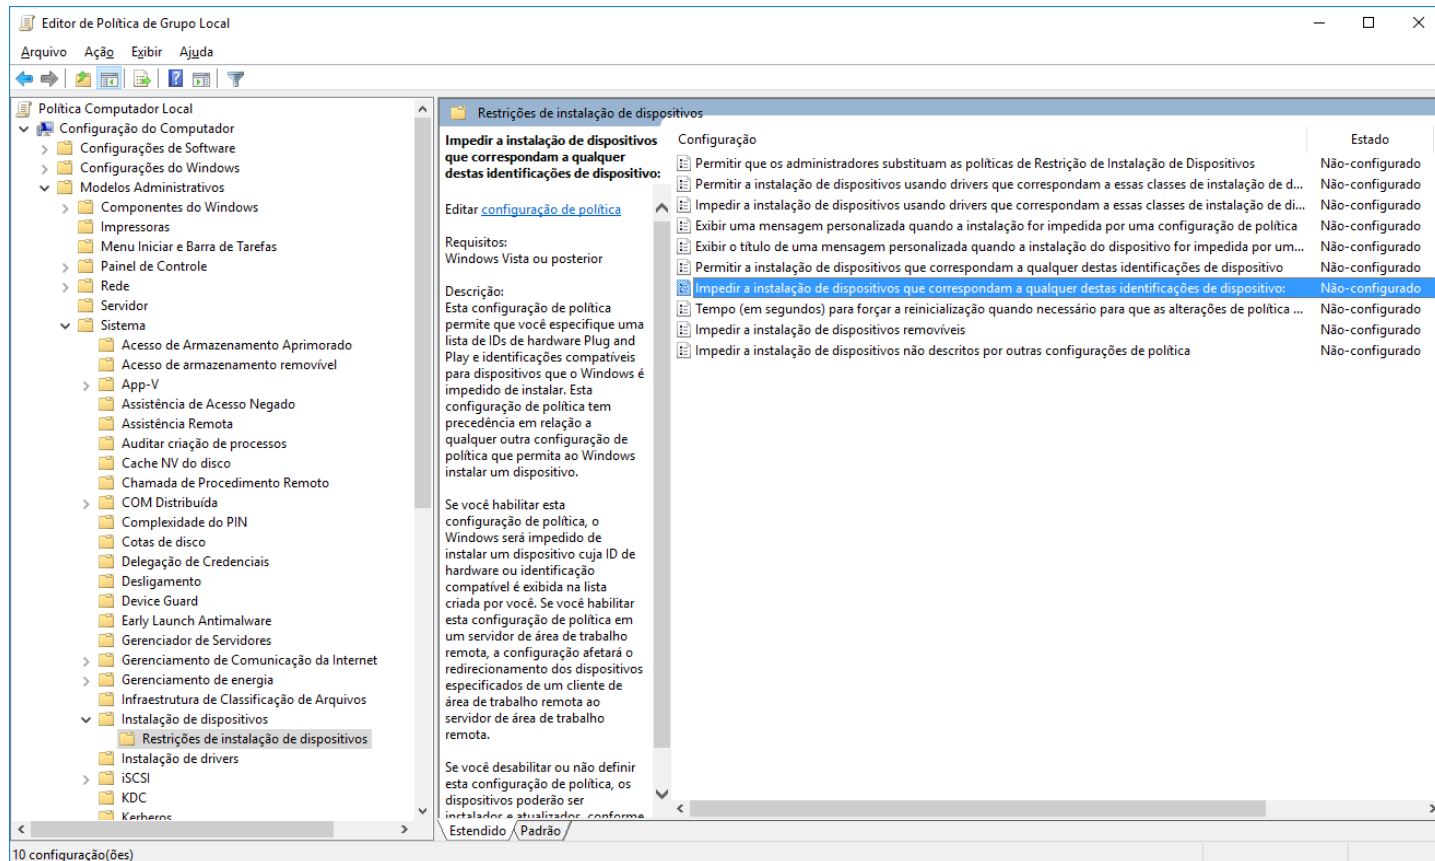 Editor de Política de Grupo Local
Arquivo Ação Exibir Ajuda
Política Computador Local
Configuração do Computador
Configurações de Software
Configurações do Windows
Modelos Administrativos
Componentes do Windows
Impressoras
Menu Iniciar e Barra de Tarefas
Painel de Controle
Rede
Servidor
Sistema
Acesso de Armazenamento Aprimorado
Acesso de armazenamento removível
App-V
Assistência de Acesso Negado
Assistência Remota
Auditar criação de processos
Cache NV do disco
Chamada de Procedimento Remoto
COM Distribuída
Complexidade do PIN
Cotas de disco
Delegação de Credenciais
Desligamento
Device Guard
Early Launch Antimalware
Gerenciador de Servidores
Gerenciamento de Comunicação da Internet
Gerenciamento de energia
Infraestrutura de Classificação de Arquivos
Instalação de dispositivos
Restrições de instalação de dispositivos
Instalação de drivers
iSCSI
KDC
Kerberos
Restrições de instalação de dispositivos
Impedir a instalação de dispositivos
que correspondam a qualquer
destas identificações de dispositivo:
Editar configuração de política
Requisitos:
Windows Vista ou posterior
Descrição:
Esta configuração de política
permite que você especifique uma
lista de IDs de hardware Plug and
Play e identificações compatíveis
para dispositivos que o Windows é
impedido de instalar. Esta
configuração de política tem
precedência em relação a
qualquer outra configuração de
política que permita ao Windows
instalar um dispositivo.
Se você habilitar esta
configuração de política, o
Windows será impedido de
instalar um dispositivo cuja ID de
hardware ou identificação
compatível é exibida na lista
criada por você. Se você habilitar
esta configuração de política em
um servidor de área de trabalho
remota, a configuração afetará o
redirecionamento dos dispositivos
especificados de um cliente de
área de trabalho remota ao
servidor de área de trabalho
remota.
Se você desabilitar ou não definir
esta configuração de política, os
dispositivos poderão ser
instalados e atualizados, conforme
Configuração Estado
Permitir que os administradores substituam as políticas de Restrição de Instalação de Dispositivos Não-configurado
Permitir a instalação de dispositivos usando drivers que correspondam a essas classes de instalação de d... Não-configurado
Impedir a instalação de dispositivos usando drivers que correspondam a essas classes de instalação de di... Não-configurado
Exibir uma mensagem personalizada quando a instalação for impedida por uma configuração de política Não-configurado
Exibir o título de uma mensagem personalizada quando a instalação do dispositivo for impedida por um... Não-configurado
Permitir a instalação de dispositivos que correspondam a qualquer destas identificações de dispositivo Não-configurado
Impedir a instalação de dispositivos que correspondam a qualquer destas identificações de dispositivo: Não-configurado
Tempo (em segundos) para forçar a reinicialização quando necessário para que as alterações de política ... Não-configurado
Impedir a instalação de dispositivos removíveis Não-configurado
Impedir a instalação de dispositivos não descritos por outras configurações de política Não-configurado
Estendido Padrão
10 configuração(ões)